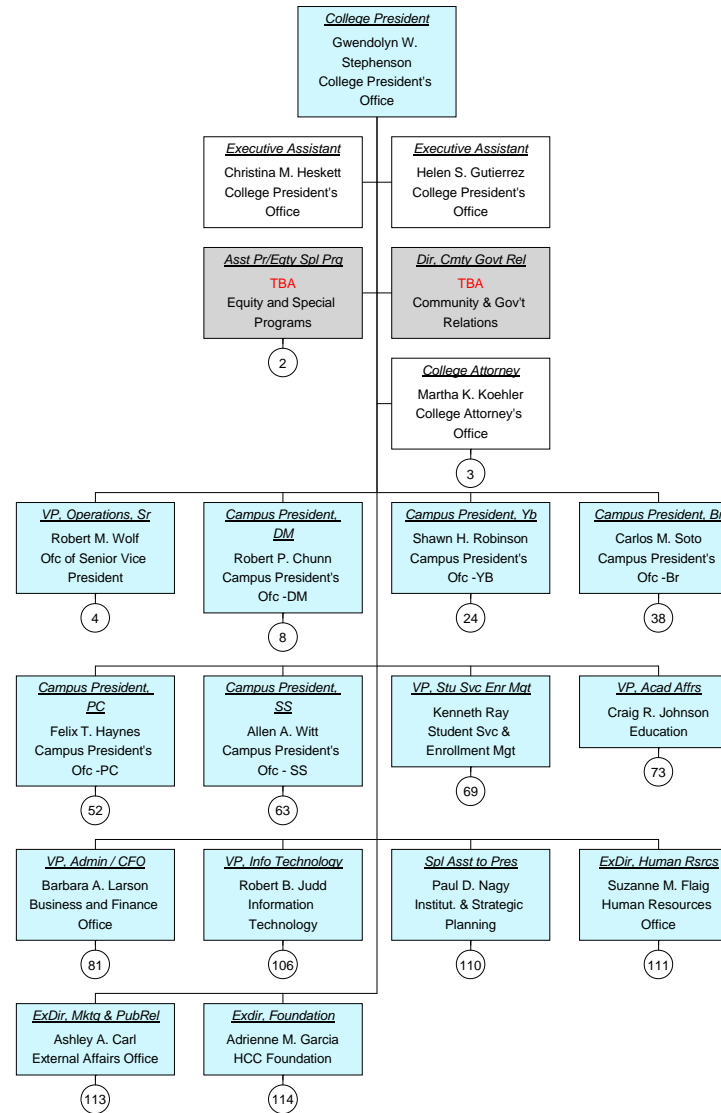 College President
Gwendolyn W.
Stephenson
College President's
Office
Executive Assistant
Christina M. Heskett
College President's
Office
Executive Assistant
Helen S. Gutierrez
College President's
Office
Asst Pr/Eqty Spl Prg
TBA
Equity and Special
Programs
2
Dir, Cmty Govt Rel
TBA
Community & Gov't
Relations
College Attorney
Martha K. Koehler
College Attorney's
Office
3
VP, Operations, Sr
Robert M. Wolf
Ofc of Senior Vice
President
4
Campus President,
DM
Robert P. Chunn
Campus President's
Ofc -DM
8
Campus President, Yb
Shawn H. Robinson
Campus President's
Ofc -YB
24
Campus President, Br
Carlos M. Soto
Campus President's
Ofc -Br
38
Campus President,
PC
Felix T. Haynes
Campus President's
Ofc -PC
52
Campus President,
SS
Allen A. Witt
Campus President's
Ofc - SS
63
VP, Stu Svc Enr Mgt
Kenneth Ray
Student Svc &
Enrollment Mgt
69
VP, Acad Affrs
Craig R. Johnson
Education
73
VP, Admin / CFO
Barbara A. Larson
Business and Finance
Office
81
VP, Info Technology
Robert B. Judd
Information
Technology
106
Spl Asst to Pres
Paul D. Nagy
Institut. & Strategic
Planning
110
ExDir, Human Rsrcs
Suzanne M. Flaig
Human Resources
Office
111
ExDir, Mktg & PubRel
Ashley A. Carl
External Affairs Office
113
Exdir, Foundation
Adrienne M. Garcia
HCC Foundation
114